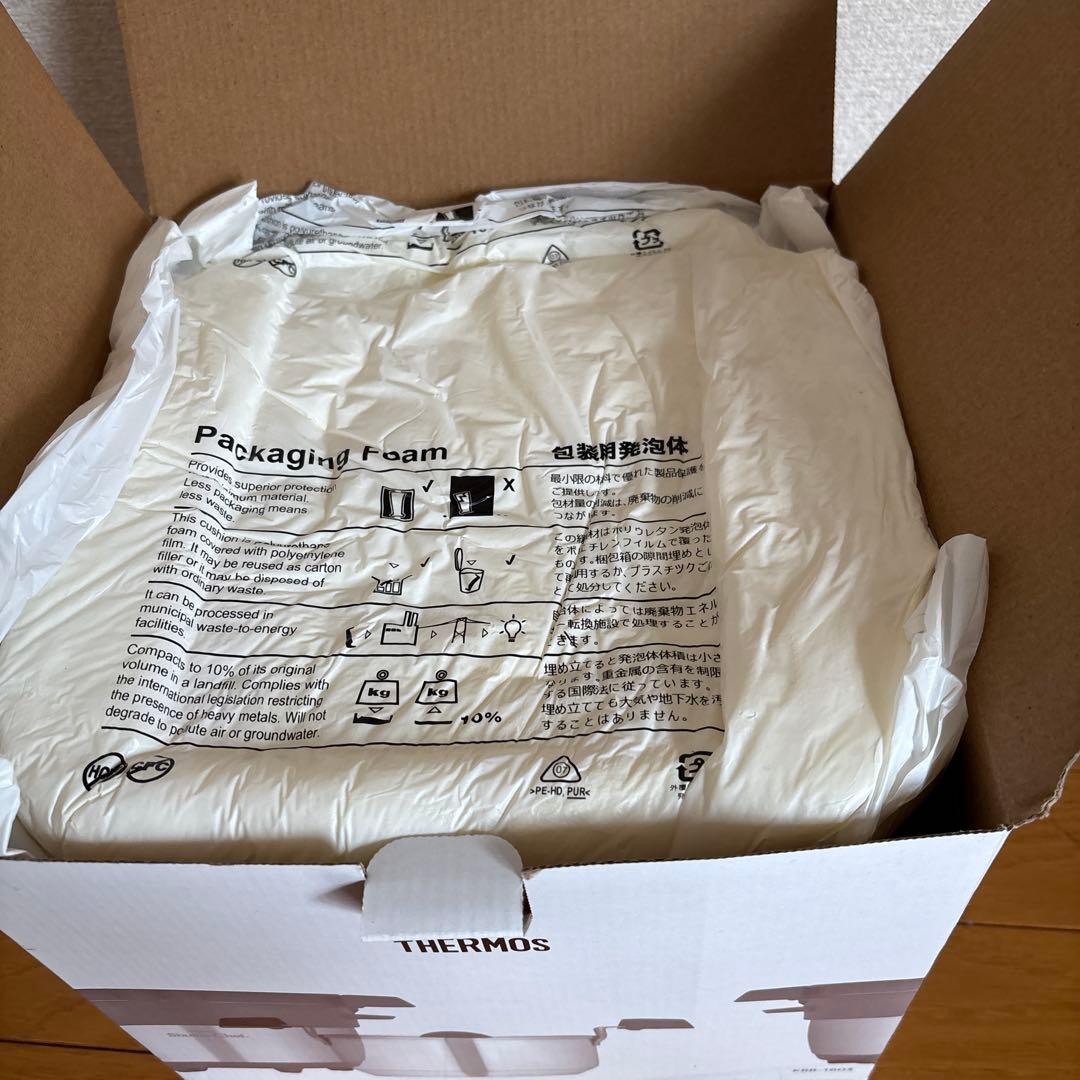 with
air or groundwater.
Packaging Foam
Provides superior protection
material.
Less packaging means
less waste.
This cushion is polyurethane
foam covered with polyethylene
film. It may be reused as carton
filler or it may be disposed of
with ordinary waste.
It can be processed in
municipal waste-to-energy
facilities.
Compacts to 10% of its original
volume in a landfill. Complies with
the international legislation restricting
the presence of heavy metals. Will not
degrade to pollute air or groundwater.
X
kg
kg
10%
包装用発泡体
最小限の材料で優れた製品保護を
ご提供します。
包材量の削減は、廃棄物の削減に
つながります。
この緩衝材はポリウレタン発泡体
をポリエチレンフィルムで覆った
ものです。梱包箱の隙間埋めとし
て再利用するか、プラスチックごみ
として処分してください。
自治体によっては廃棄物エネル
ギー転換施設で処理することが
できます。
埋め立てると発泡体体積は小さく
なります。重金属の含有を制限
する国際法に従っています。
埋め立てても大気や地下水を汚
することはありません。
SFC
07
>PE-HD, PUR<
THERMOS
Shuttle Chef